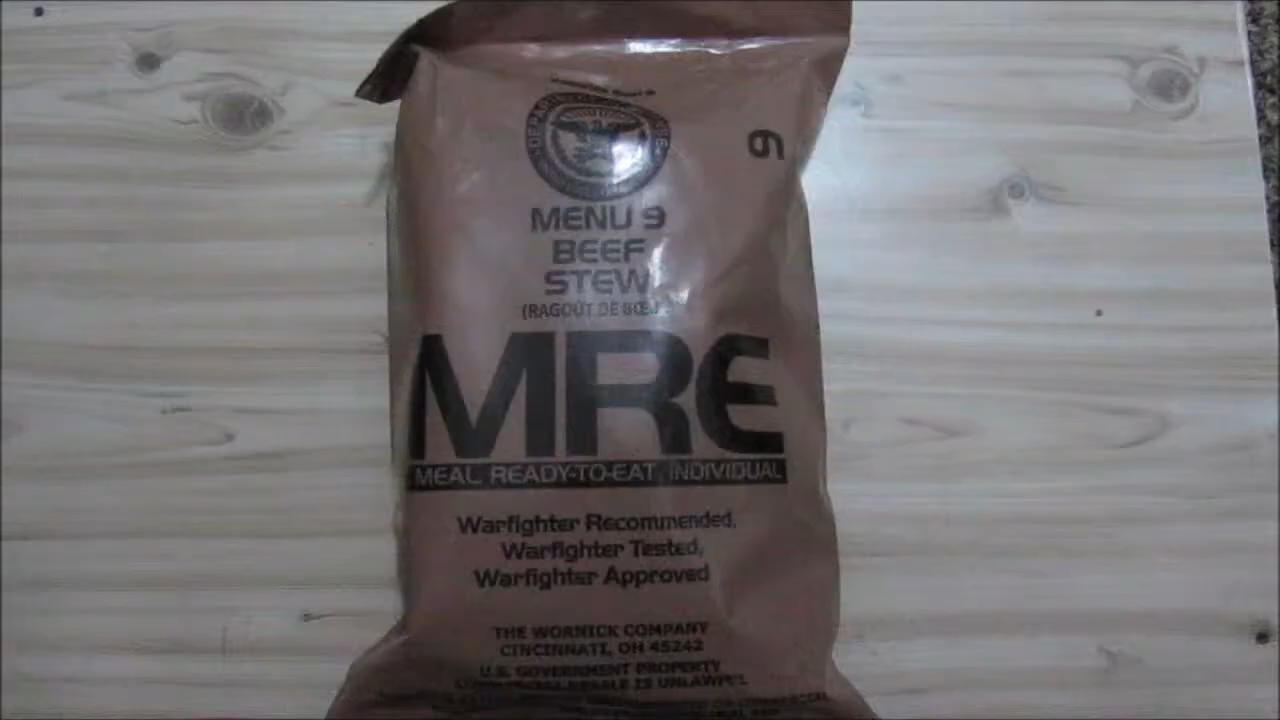 9
MENU 9
BEEF
STEW
(RAGOÛT DE BŒUF)
MRE
MEAL, READY-TO-EAT, INDIVIDUAL
Warfighter Recommended,
Warfighter Tested,
Warfighter Approved
THE WORNICK COMPANY
CINCINNATI, OH 45242
U.S. GOVERNMENT PROPERTY
COMMERCIAL RESALE IS UNLAWFUL